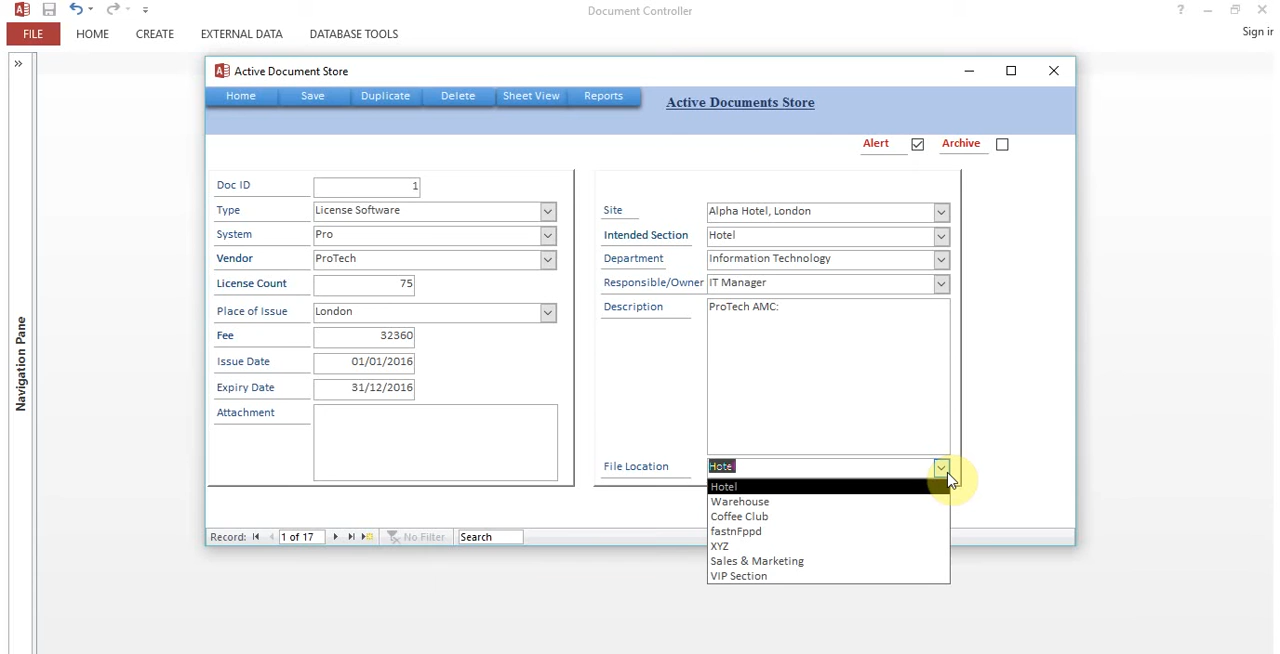 Document Controller
?
FILE HOME CREATE EXTERNAL DATA DATABASE TOOLS
Sign in
Active Document Store
Home Save Duplicate Delete Sheet View Reports
Active Documents Store
Alert Archive
Doc ID 1
Type License Software
System Pro
Vendor ProTech
License Count 75
Place of Issue London
Fee 32360
Issue Date 01/01/2016
Expiry Date 31/12/2016
Attachment
Site Alpha Hotel, London
Intended Section Hotel
Department Information Technology
Responsible/Owner IT Manager
Description ProTech AMC:
File Location Hotel
Hotel
Warehouse
Coffee Club
fastnFppd
XYZ
Sales & Marketing
VIP Section
Record: 1 of 17 No Filter Search
Navigation Pane